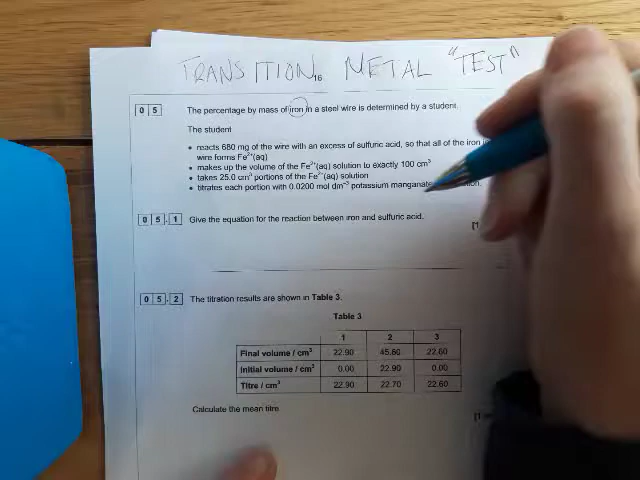 TRANSITION METAL "TEST"
16
0 5 The percentage by mass of iron in a steel wire is determined by a student.
The student
• reacts 680 mg of the wire with an excess of sulfuric acid, so that all of the iron
wire forms Fe²⁺(aq)
• makes up the volume of the Fe²⁺(aq) solution to exactly 100 cm³
• takes 25.0 cm³ portions of the Fe²⁺(aq) solution
• titrates each portion with 0.0200 mol dm⁻³ potassium
0 5 . 1 Give the equation for the reaction between iron and sulfuric acid.
0 5 . 2 The titration results are shown in Table 3.
Table 3
1 2 3
Final volume / cm³ 22.90 45.60 22.60
Initial volume / cm³ 0.00 22.90 0.00
Titre / cm³ 22.90 22.70 22.60
Calculate the mean titre.